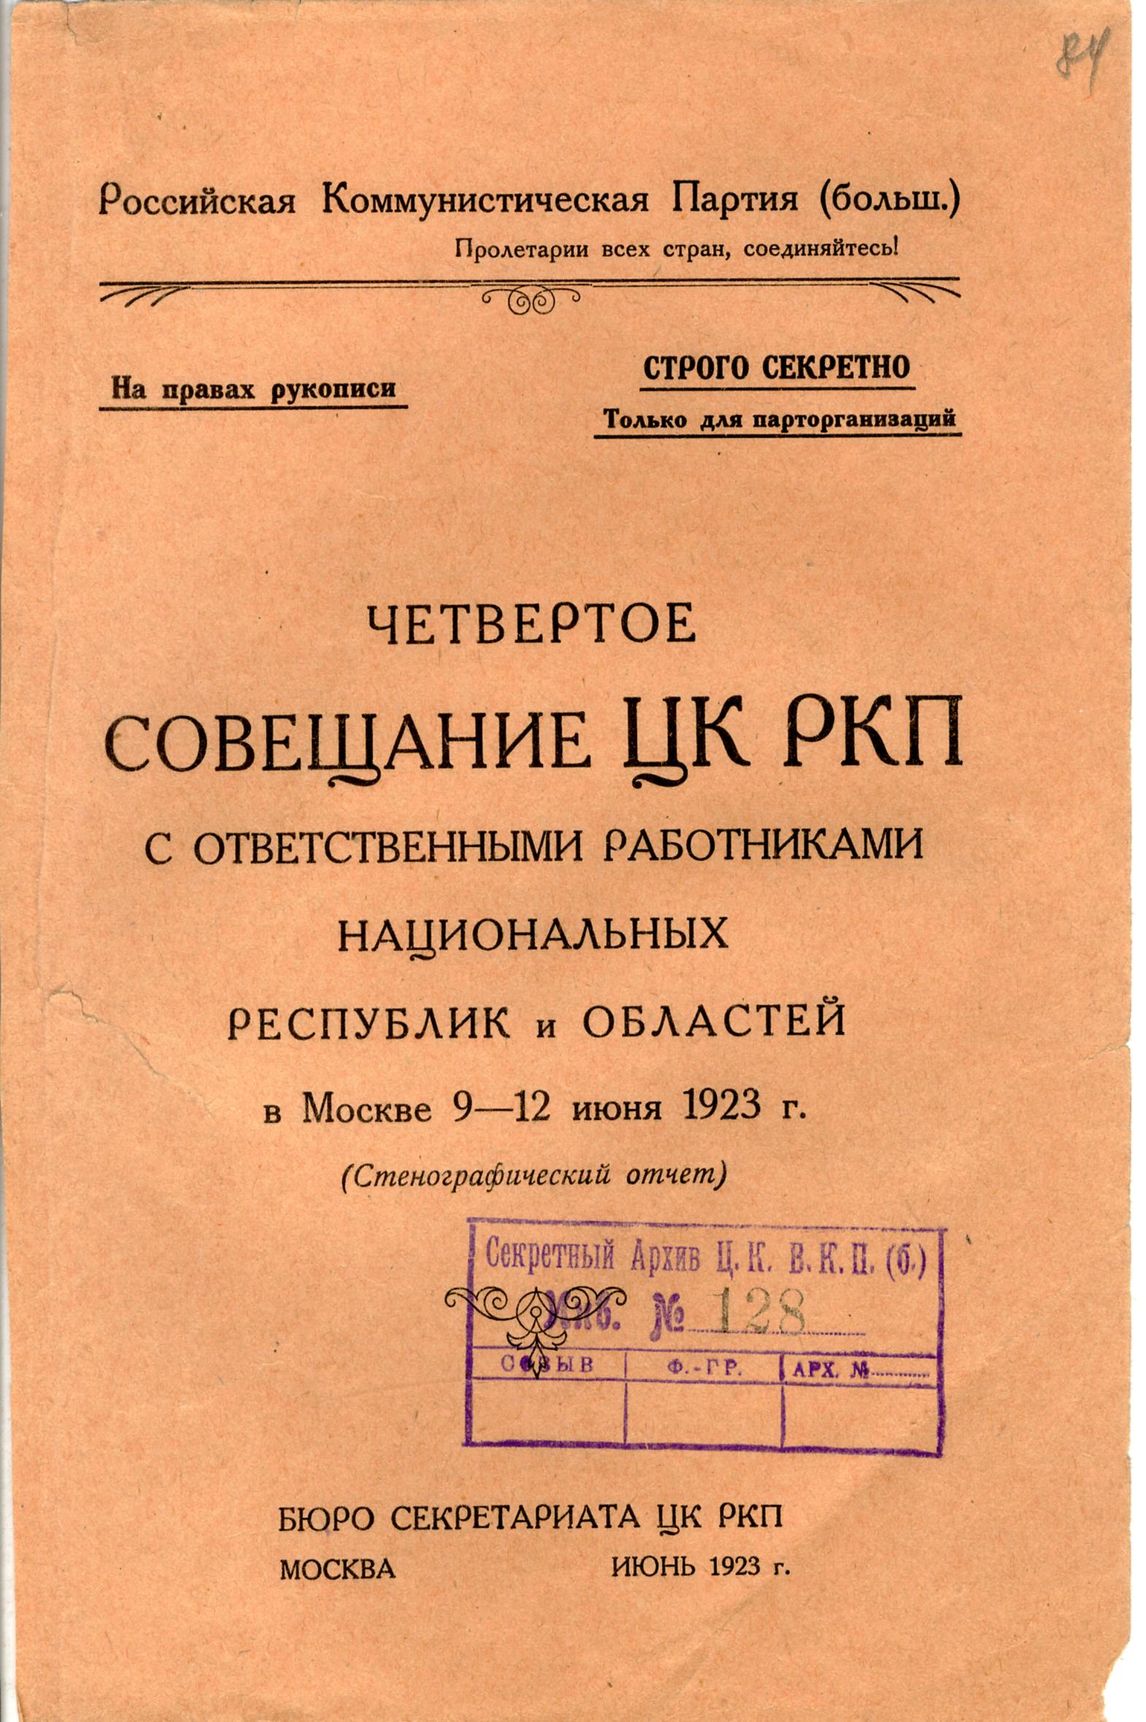 84
Российская Коммунистическая Партия (больш.)
Пролетарии всех стран, соединяйтесь!
На правах рукописи
СТРОГО СЕКРЕТНО
Только для парторганизаций
ЧЕТВЕРТОЕ
СОВЕЩАНИЕ ЦК РКП
С ОТВЕТСТВЕННЫМИ РАБОТНИКАМИ
НАЦИОНАЛЬНЫХ
РЕСПУБЛИК и ОБЛАСТЕЙ
в Москве 9—12 июня 1923 г.
(Стенографический отчет)
Секретный Архив Ц. К. В. К. П. (б.)
№ 128
СОЗЫВ Ф.-ГР. АРХ. №
БЮРО СЕКРЕТАРИАТА ЦК РКП
МОСКВА ИЮНЬ 1923 г.